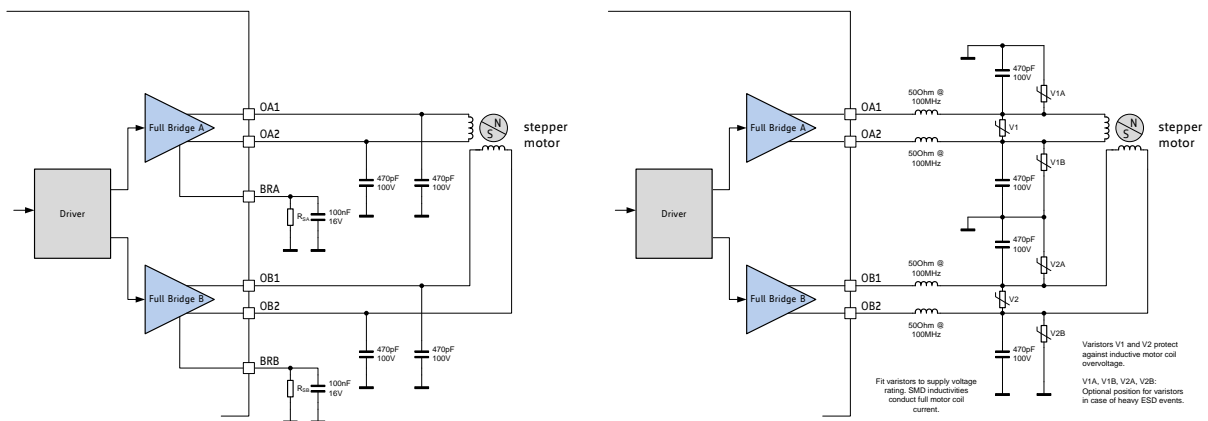 Driver
Full Bridge A
Full Bridge B
OA1
OA2
BRA
OB1
OB2
BRB
RSA
100nF
16V
RSB
100nF
16V
470pF
100V
470pF
100V
470pF
100V
470pF
100V
N
S
stepper
motor
Driver
Full Bridge A
Full Bridge B
OA1
OA2
OB1
OB2
50Ohm @
100MHz
50Ohm @
100MHz
50Ohm @
100MHz
50Ohm @
100MHz
470pF
100V
V1A
V1
V1B
470pF
100V
470pF
100V
V2A
V2
V2B
470pF
100V
N
S
stepper
motor
Fit varistors to supply voltage
rating. SMD inductivities
conduct full motor coil
current.
Varistors V1 and V2 protect
against inductive motor coil
overvoltage.
V1A, V1B, V2A, V2B:
Optional position for varistors
in case of heavy ESD events.